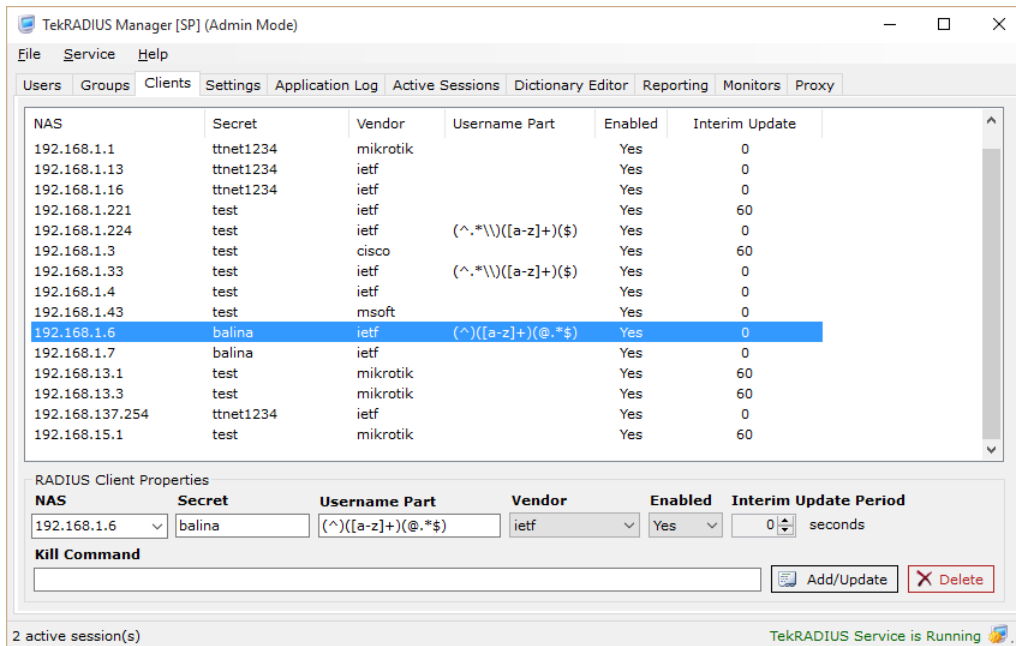 TekRADIUS Manager [SP] (Admin Mode)
File Service Help
Users Groups Clients Settings Application Log Active Sessions Dictionary Editor Reporting Monitors Proxy
NAS Secret Vendor Username Part Enabled Interim Update
192.168.1.1 ttnet1234 mikrotik Yes 0
192.168.1.13 ttnet1234 ietf Yes 0
192.168.1.16 ttnet1234 ietf Yes 0
192.168.1.221 test ietf Yes 60
192.168.1.224 test ietf (^.*\\)([a-z]+)($) Yes 0
192.168.1.3 test cisco Yes 60
192.168.1.33 test ietf (^.*\\)([a-z]+)($) Yes 0
192.168.1.4 test ietf Yes 0
192.168.1.43 test msoft Yes 0
192.168.1.6 balina ietf (^)([a-z]+)(@.*$) Yes 0
192.168.1.7 balina ietf Yes 0
192.168.13.1 test mikrotik Yes 60
192.168.13.3 test mikrotik Yes 60
192.168.137.254 ttnet1234 ietf Yes 0
192.168.15.1 test mikrotik Yes 60
RADIUS Client Properties
NAS Secret Username Part Vendor Enabled Interim Update Period
192.168.1.6 balina (^)([a-z]+)(@.*$) ietf Yes 0 seconds
Kill Command
Add/Update Delete
2 active session(s) TekRADIUS Service is Running